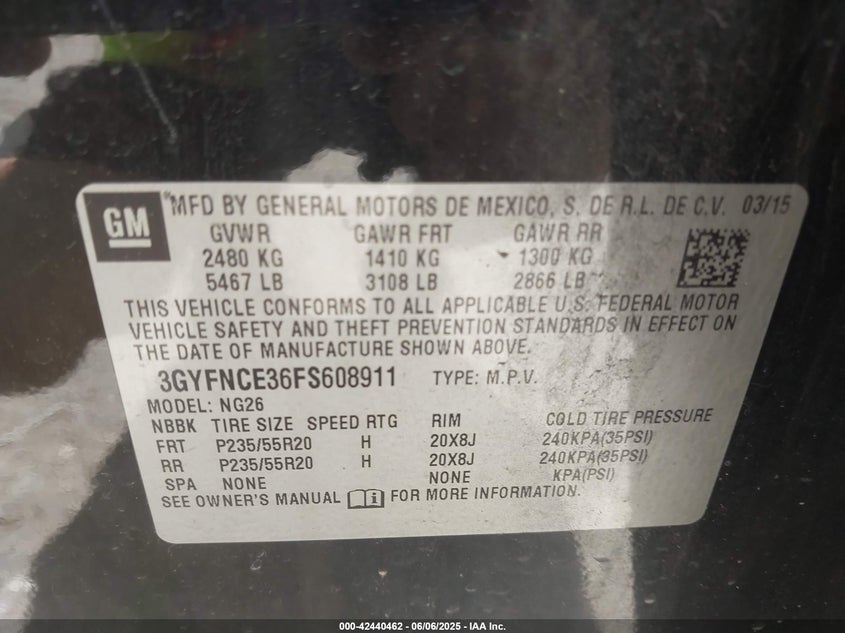 GM
MFD BY GENERAL MOTORS DE MEXICO, S. DE R.L. DE C.V. 03/15
GVWR GAWR FRT GAWR RR
2480 KG 1410 KG 1300 KG
5467 LB 3108 LB 2866 LB
THIS VEHICLE CONFORMS TO ALL APPLICABLE U.S. FEDERAL MOTOR
VEHICLE SAFETY AND THEFT PREVENTION STANDARDS IN EFFECT ON
THE DATE OF MANUFACTURE SHOWN ABOVE.
3GYFNCE36FS608911 TYPE: M.P.V.
MODEL: NG26
NBBK TIRE SIZE SPEED RTG RIM COLD TIRE PRESSURE
FRT P235/55R20 H 20X8J 240KPA(35PSI)
RR P235/55R20 H 20X8J 240KPA(35PSI)
SPA NONE NONE KPA(PSI)
SEE OWNER'S MANUAL i FOR MORE INFORMATION.
000-42440462 - 06/06/2025 - IAA Inc.